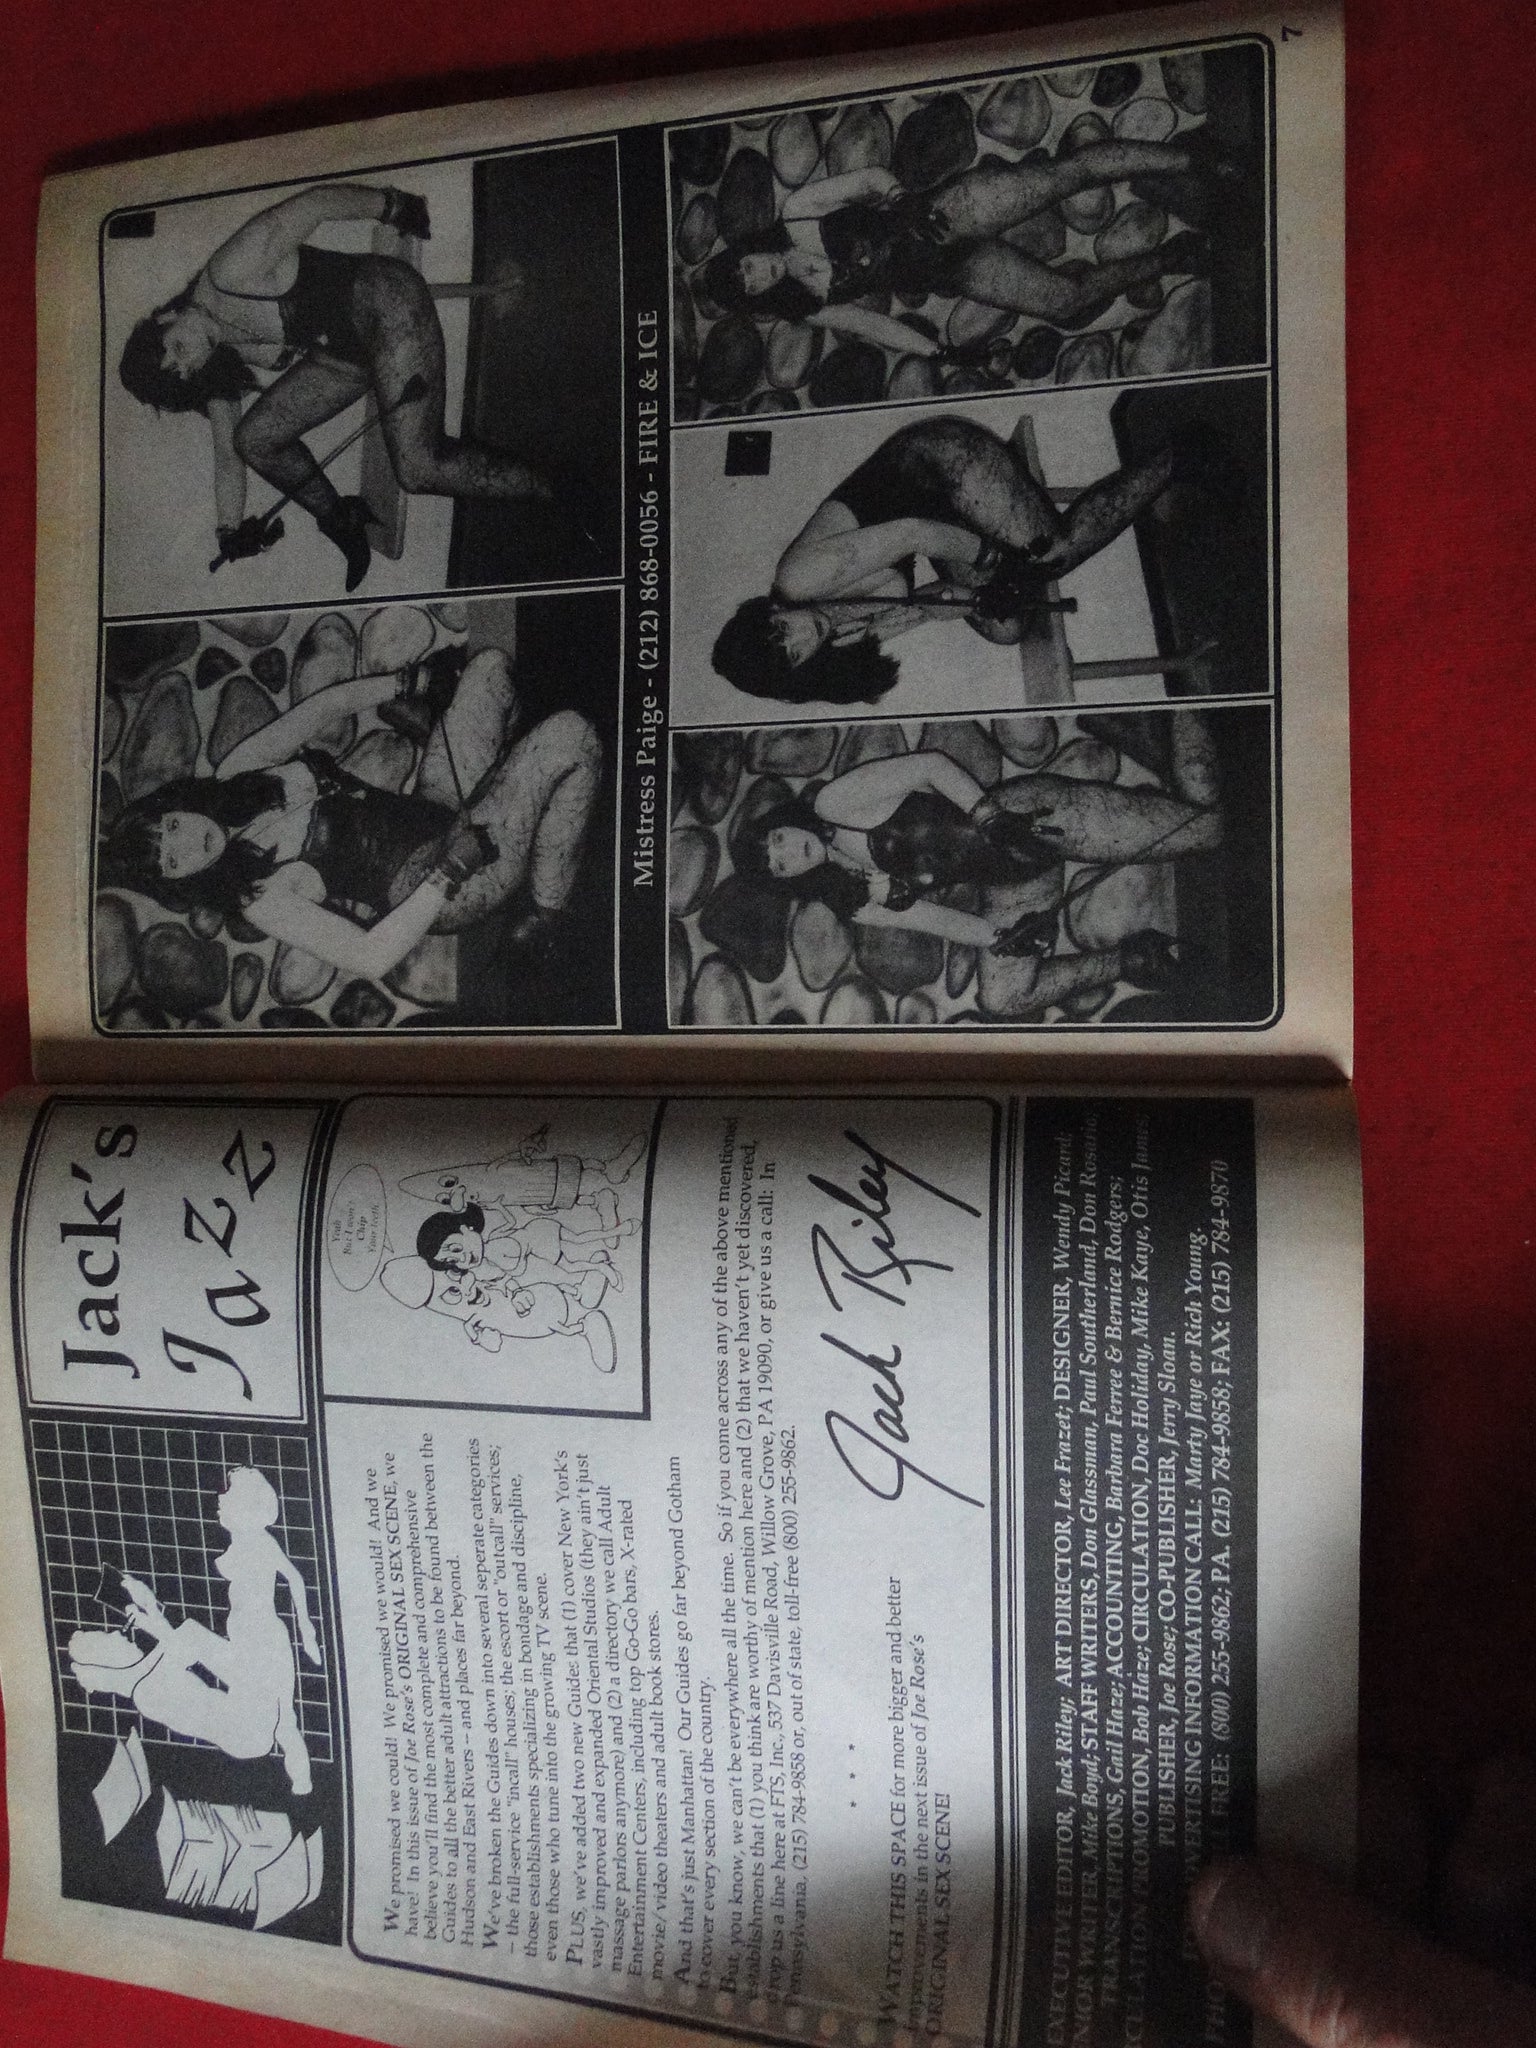 Jack's
Jazz
We promised we could! We promised we would! And we
have! In this issue of Joe Rose's ORIGINAL SEX SCENE, we
believe you'll find the most complete and comprehensive
Guides to all the better adult attractions to be found between the
Hudson and East Rivers -- and places far beyond.
We've broken the Guides down into several seperate categories
-- the full-service "incall" houses; the escort or "outcall" services;
those establishments specializing in bondage and discipline,
even those who tune into the growing TV scene.
PLUS, we've added two new Guides that (1) cover New York's
vastly improved and expanded Oriental Studios (they ain't just
massage parlors anymore) and (2) a directory we call Adult
Entertainment Centers, including top Go-Go bars, X-rated
movie/video theaters and adult book stores.
And that's just Manhattan! Our Guides go far beyond Gotham
to cover every section of the country.
But, you know, we can't be everywhere all the time. So if you come across any of the above mentioned
establishments that (1) you think are worthy of mention here and (2) that we haven't yet discovered,
drop us a line here at FTS, Inc., 537 Davisville Road, Willow Grove, PA 19090, or give us a call: In
Pennsylvania, (215) 784-9858 or, out of state, toll-free (800) 255-9862.
* * *
WATCH THIS SPACE for more bigger and better
improvements in the next issue of Joe Rose's
ORIGINAL SEX SCENE!
Yah
But I won't
Chip
Your teeth
Jack Riley
EXECUTIVE EDITOR, Jack Riley; ART DIRECTOR, Lee Frazet; DESIGNER, Wendy Picard;
WRITER, Mike Boyd; STAFF WRITERS, Don Glassman, Paul Southerland, Don Rosario;
TRANSCRIPTIONS, Gail Haze; ACCOUNTING, Barbara Ferree & Bernice Rodgers;
PROMOTION, Bob Haze; CIRCULATION, Doc Holiday, Mike Kaye, Otis James;
PUBLISHER, Joe Rose; CO-PUBLISHER, Jerry Sloan.
INFORMATION CALL: Marty Jaye or Rich Young.
FREE: (800) 255-9862; P.A. (215) 784-9858; FAX: (215) 784-9870
Mistress Paige - (212) 868-0056 - FIRE & ICE
7